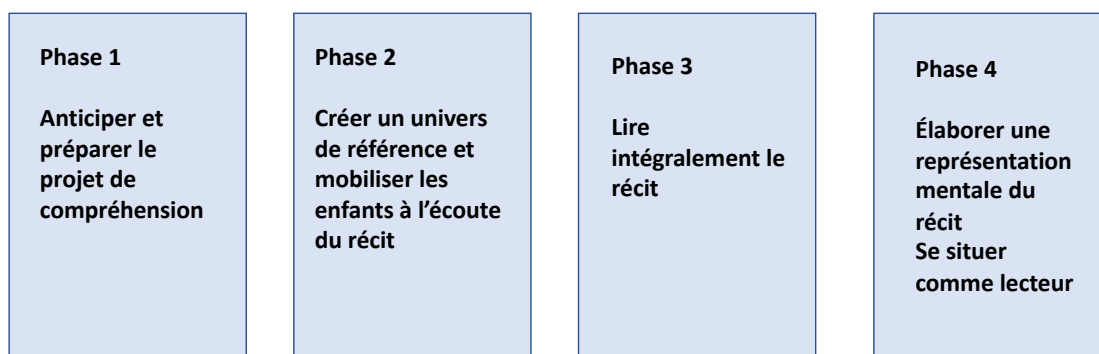 Phase 1
Anticiper et
préparer le
projet de
compréhension
Phase 2
Créer un univers
de référence et
mobiliser les
enfants à l’écoute
du récit
Phase 3
Lire
intégralement le
récit
Phase 4
Élaborer une
représentation
mentale du
récit
Se situer
comme lecteur